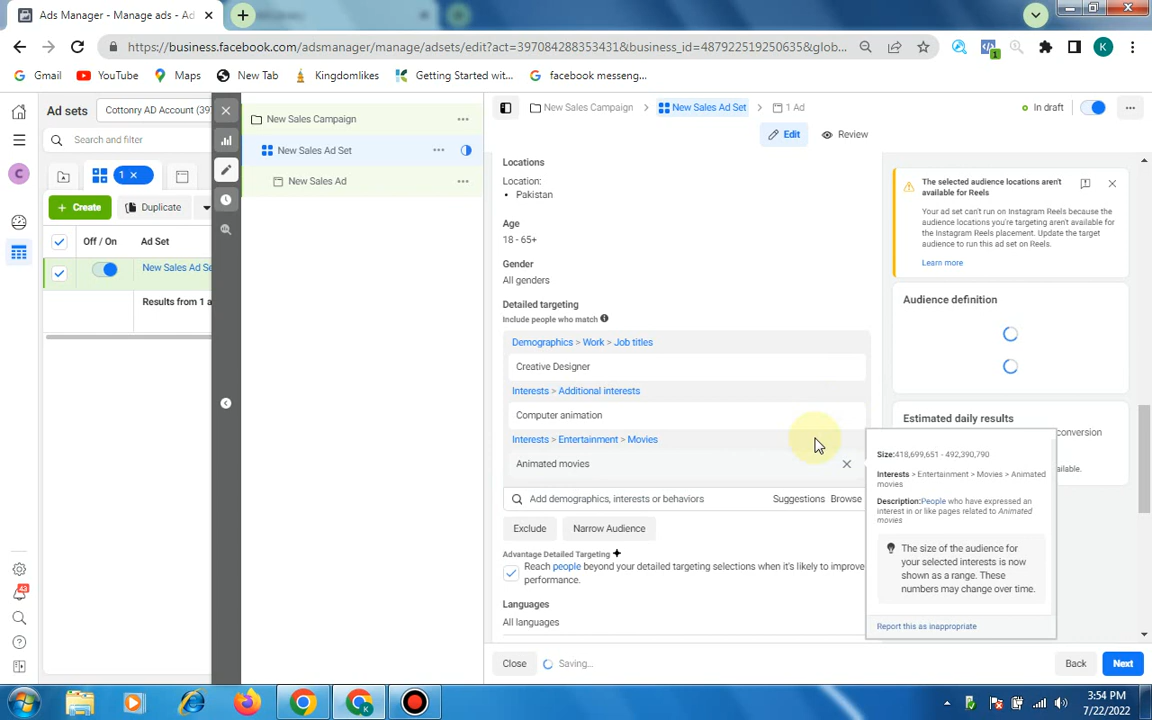 Ads Manager - Manage ads - Ad
https://business.facebook.com/adsmanager/manage/adsets/edit?act=397084288353431&business_id=487922519250635&glob...
K
Gmail
YouTube
Maps
New Tab
Kingdomlikes
Getting Started wit...
facebook messeng...
Ad sets
Cottonry AD Account (397
Search and filter
1
Create
Duplicate
Off / On
Ad Set
New Sales Ad Se
Results from 1 a
New Sales Campaign
New Sales Ad Set
New Sales Ad
New Sales Campaign
New Sales Ad Set
1 Ad
In draft
Edit
Review
Locations
Location:
• Pakistan
Age
18 - 65+
Gender
All genders
Detailed targeting
Include people who match
Demographics > Work > Job titles
Creative Designer
Interests > Additional interests
Computer animation
Interests > Entertainment > Movies
Animated movies
Add demographics, interests or behaviors
Suggestions
Browse
Exclude
Narrow Audience
Advantage Detailed Targeting
Reach people beyond your detailed targeting selections when it's likely to improve
performance.
Languages
All languages
Close
Saving...
Back
Next
The selected audience locations aren't
available for Reels
Your ad set can't run on Instagram Reels because the
audience locations you're targeting aren't available for
the Instagram Reels placement. Update the target
audience to run this ad set on Reels.
Learn more
Audience definition
Estimated daily results
conversion
able.
Size:418,699,651 - 492,390,790
Interests > Entertainment > Movies > Animated
movies
Description:People who have expressed an
interest in or like pages related to Animated
movies
The size of the audience for
your selected interests is now
shown as a range. These
numbers may change over time.
Report this as inappropriate
C
43
1
K
3:54 PM
7/22/2022